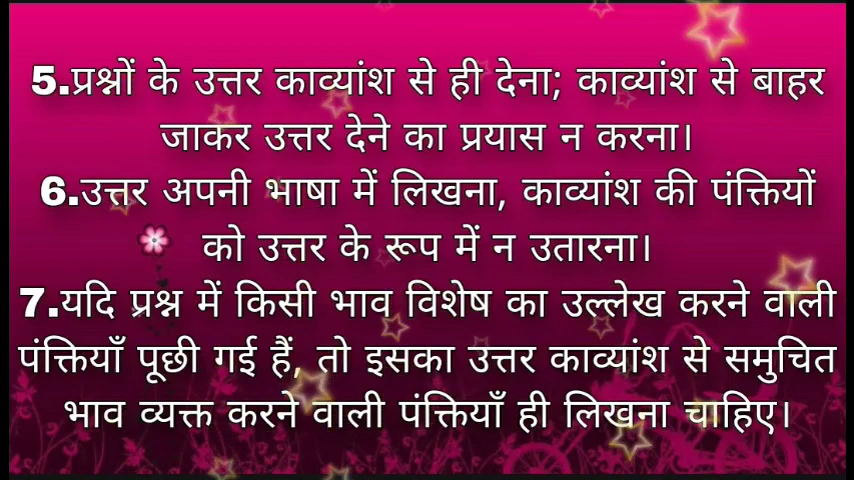 5.प्रश्नों के उत्तर काव्यांश से ही देना; काव्यांश से बाहर
जाकर उत्तर देने का प्रयास न करना।
6.उत्तर अपनी भाषा में लिखना, काव्यांश की पंक्तियों
को उत्तर के रूप में न उतारना।
7.यदि प्रश्न में किसी भाव विशेष का उल्लेख करने वाली
पंक्तियाँ पूछी गई हैं, तो इसका उत्तर काव्यांश से समुचित
भाव व्यक्त करने वाली पंक्तियाँ ही लिखना चाहिए।